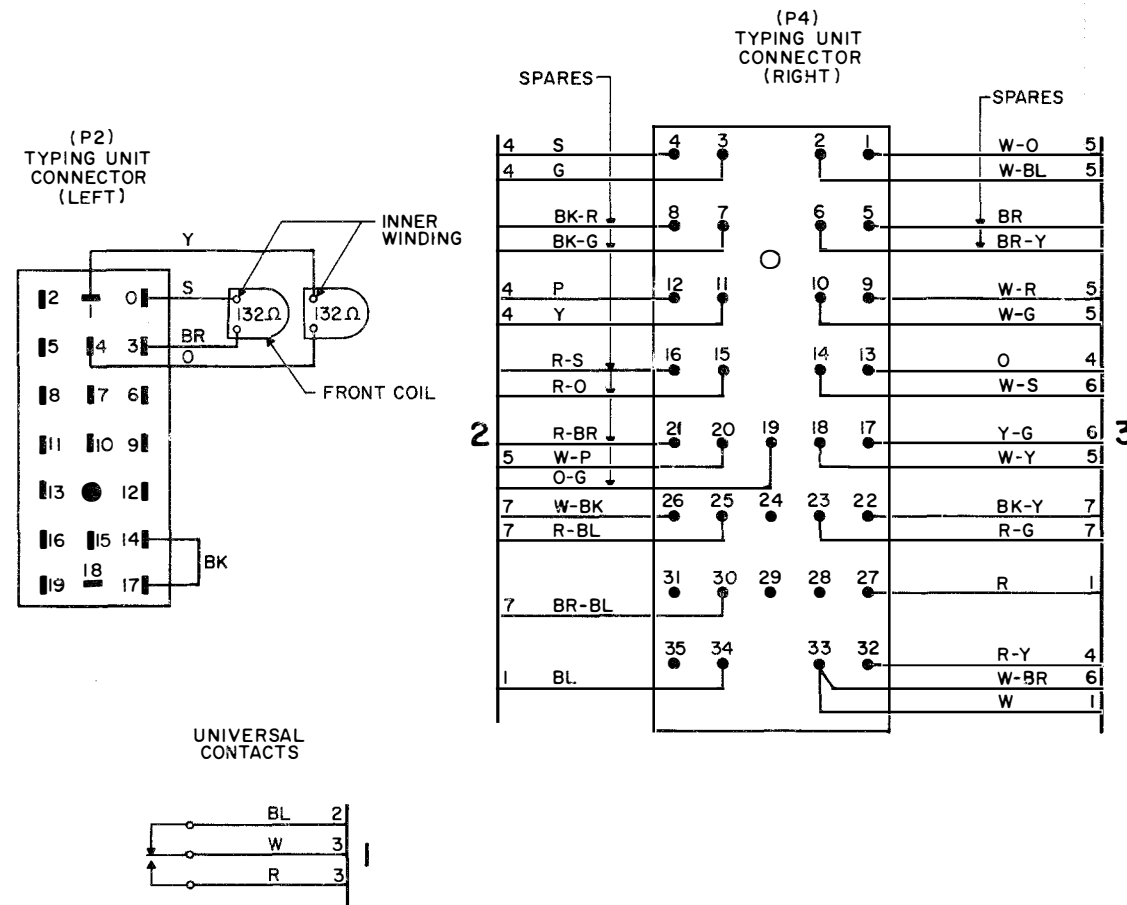 (P4)
TYPING UNIT
CONNECTOR
(RIGHT)
SPARES
SPARES
(P2)
TYPING UNIT
CONNECTOR
(LEFT)
4 S 4 3 2 1 W-O 5
4 G W-BL 5
BK-R 8 7 6 5 BR
BK-G BR-Y
4 P 12 11 10 9 W-R 5
4 Y W-G 5
R-S 16 15 14 13 O 4
R-O W-S 6
2 R-BR 21 20 19 18 17 Y-G 6 3
5 W-P W-Y 5
O-G
7 W-BK 26 25 24 23 22 BK-Y 7
7 R-BL R-G 7
31 30 29 28 27 R 1
7 BR-BL
35 34 33 32 R-Y 4
1 BL W-BR 6
W 1
Y
INNER
WINDING
2 1 0 S
132Ω 132Ω
5 4 3 BR
O
FRONT COIL
8 7 6
11 10 9
13 12
16 15 14
BK
18
19 17
UNIVERSAL
CONTACTS
BL 2
W 3 1
R 3